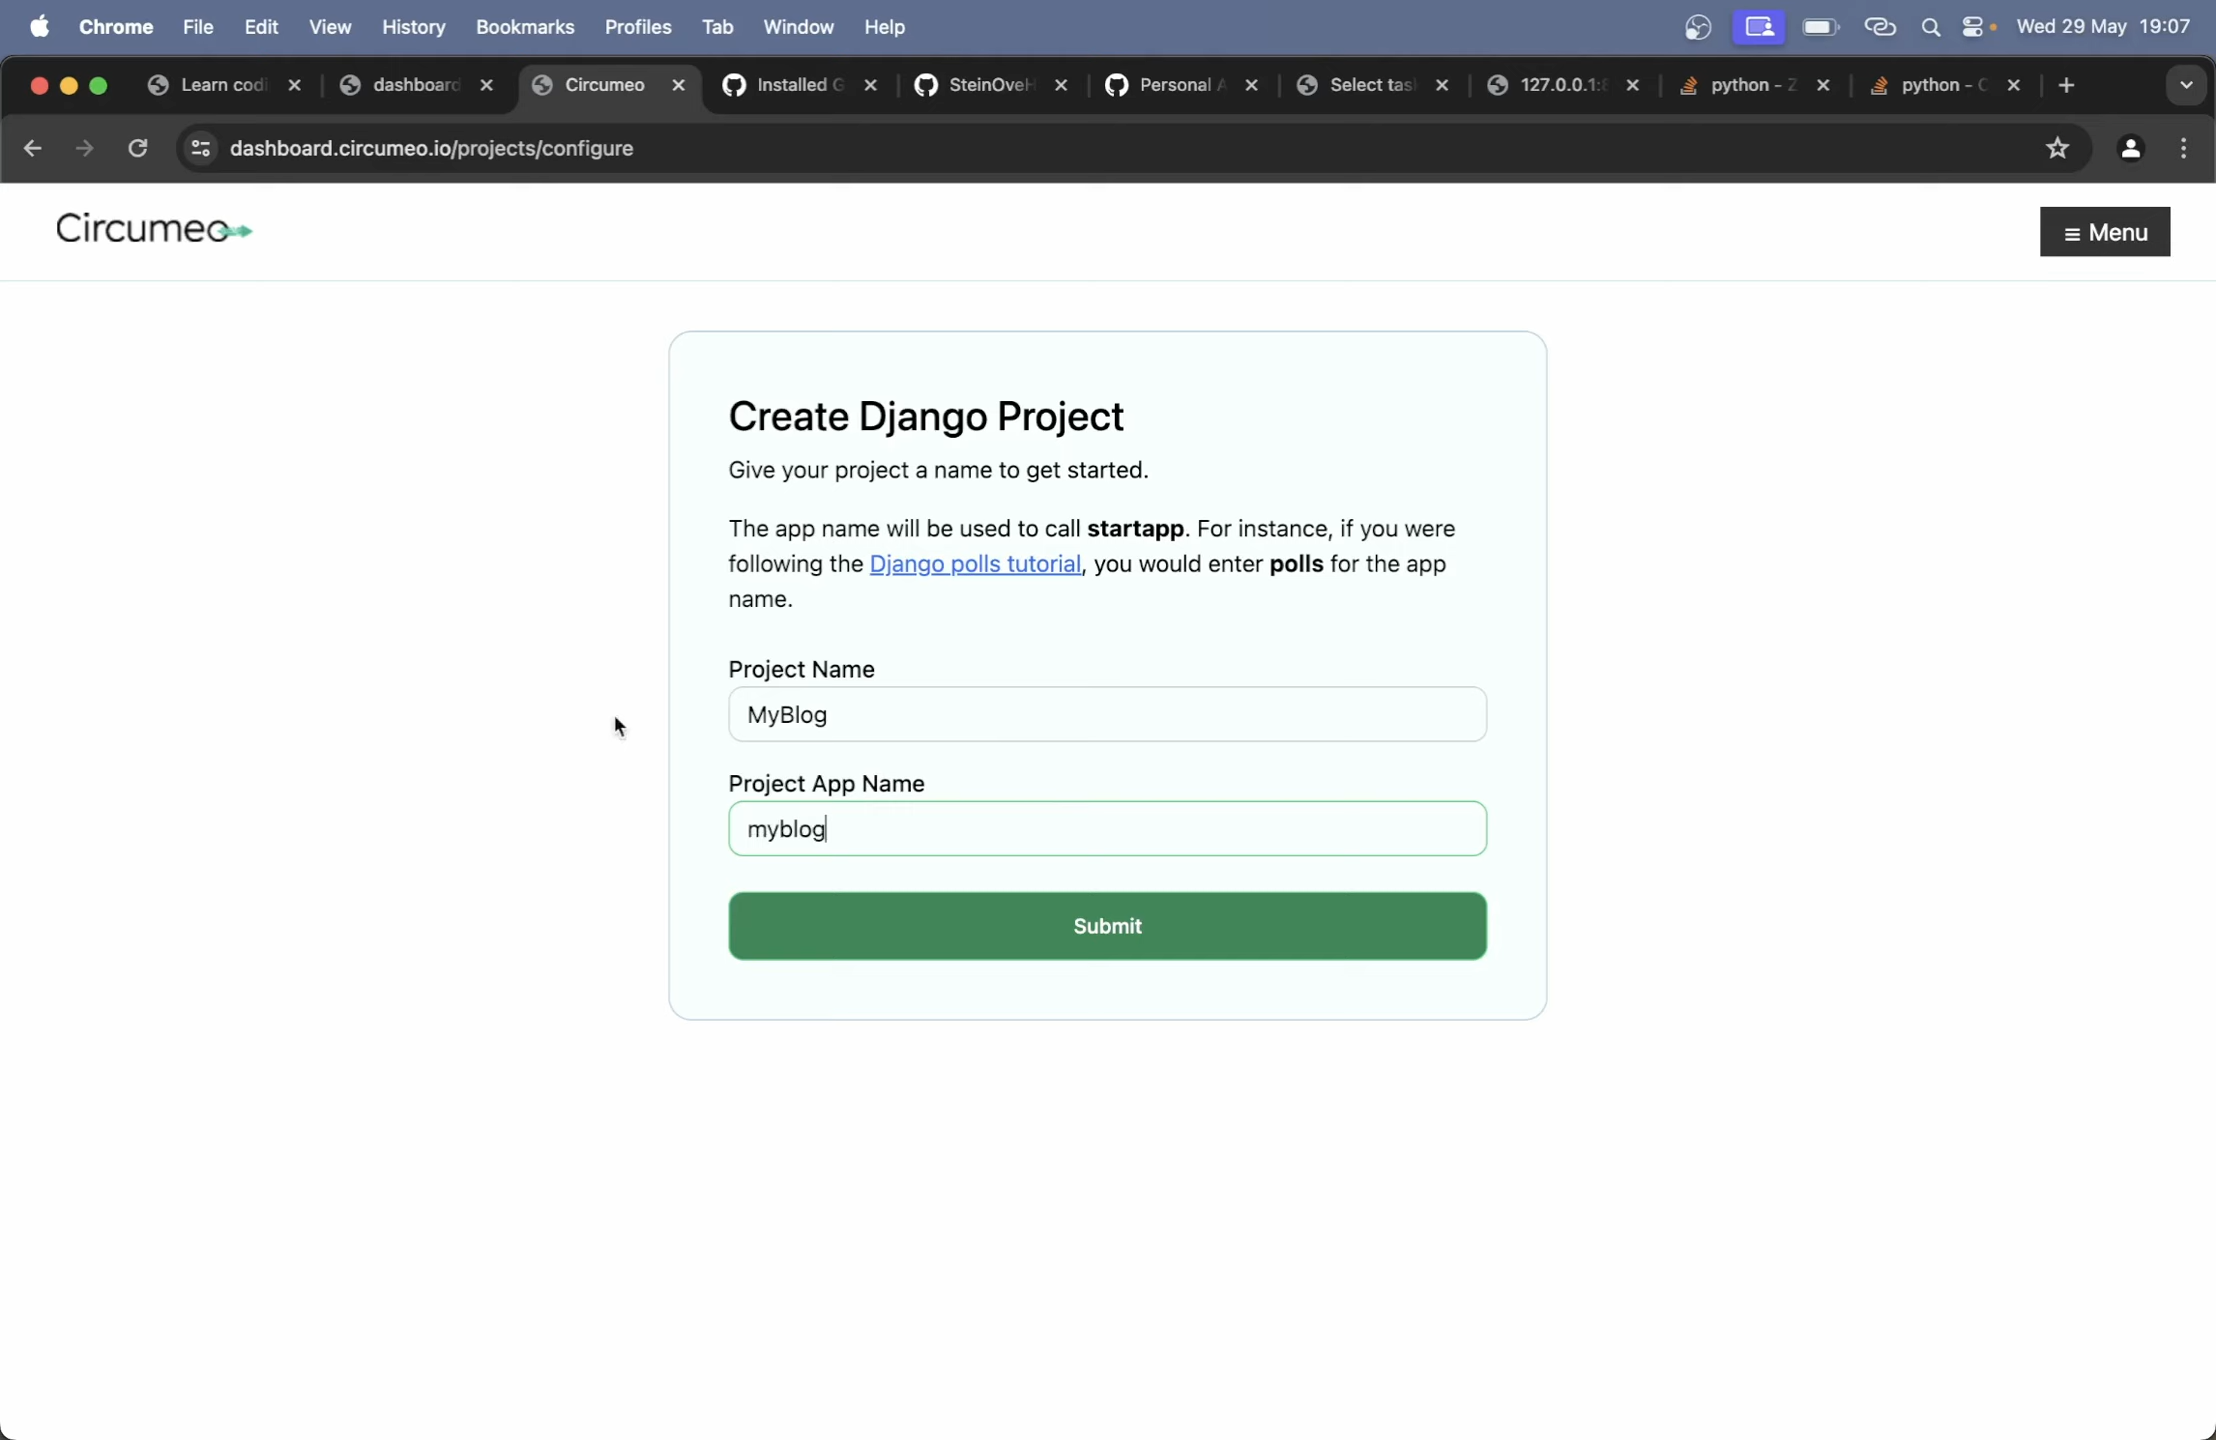 Chrome File Edit View History Bookmarks Profiles Tab Window Help Wed 29 May 19:07
Learn codi dashboard Circumeo Installed G SteinOveH Personal A Select tas 127.0.0.1:8 python - Z python - C
dashboard.circumeo.io/projects/configure
Circumeo
Menu
Create Django Project
Give your project a name to get started.
The app name will be used to call startapp. For instance, if you were
following the Django polls tutorial, you would enter polls for the app
name.
Project Name
MyBlog
Project App Name
myblog
Submit